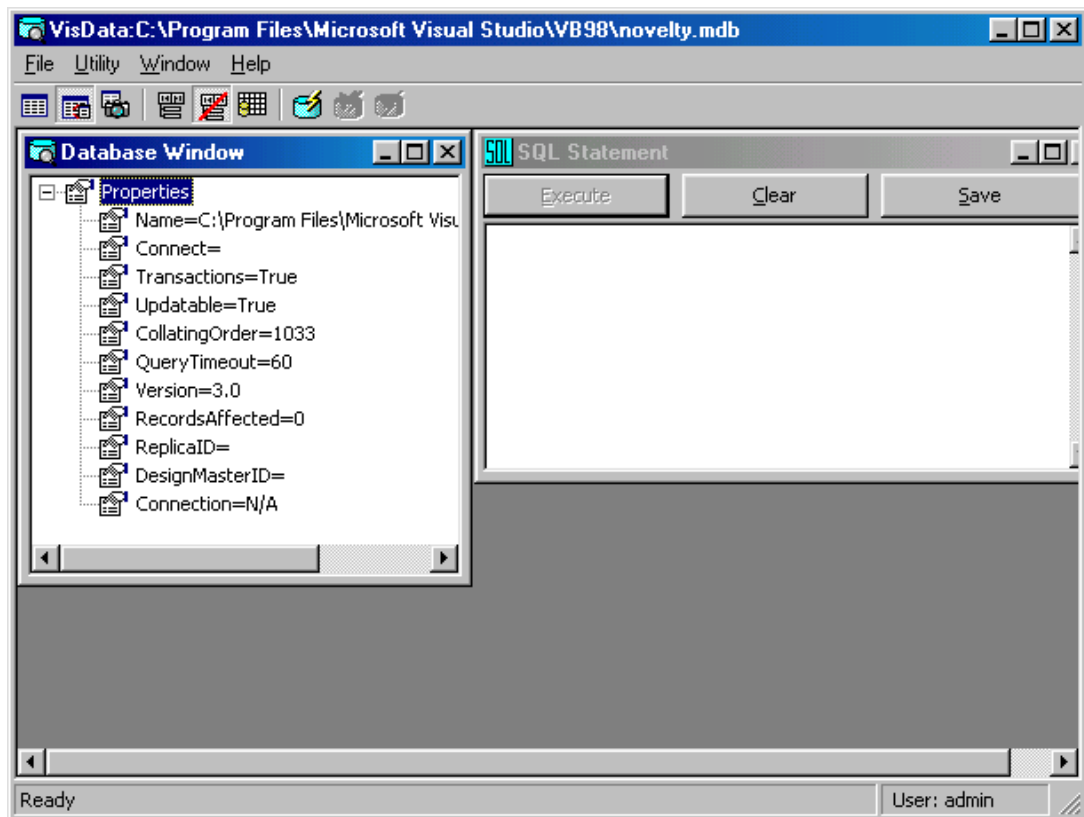 VisData:C:\Program Files\Microsoft Visual Studio\VB98\novelty.mdb
File Utility Window Help
Database Window
Properties
Name=C:\Program Files\Microsoft Visu
Connect=
Transactions=True
Updatable=True
CollatingOrder=1033
QueryTimeout=60
Version=3.0
RecordsAffected=0
ReplicaID=
DesignMasterID=
Connection=N/A
SQL SQL Statement
Execute Clear Save
Ready User: admin